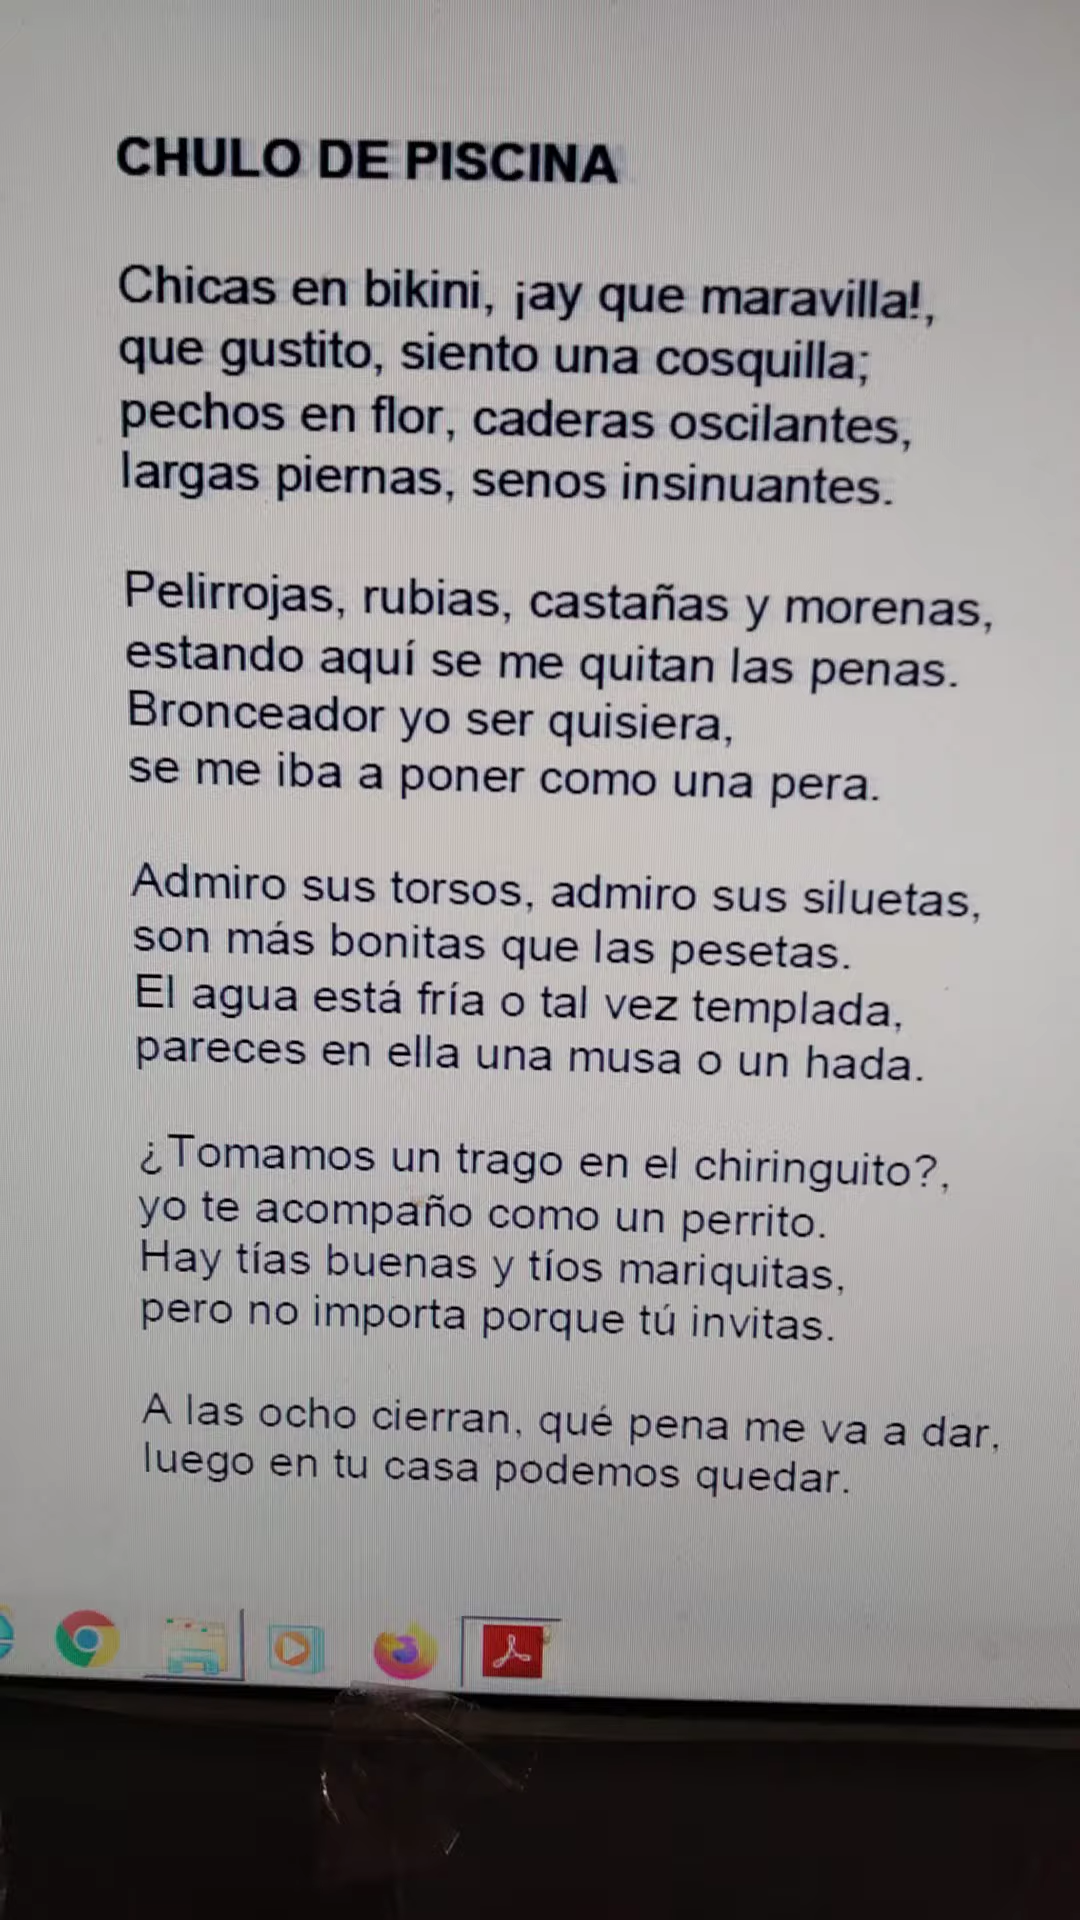 CHULO DE PISCINA
Chicas en bikini, ¡ay que maravilla!,
que gustito, siento una cosquilla;
pechos en flor, caderas oscilantes,
largas piernas, senos insinuantes.
Pelirrojas, rubias, castañas y morenas,
estando aquí se me quitan las penas.
Bronceador yo ser quisiera,
se me iba a poner como una pera.
Admiro sus torsos, admiro sus siluetas,
son más bonitas que las pesetas.
El agua está fría o tal vez templada,
pareces en ella una musa o un hada.
¿Tomamos un trago en el chiringuito?,
yo te acompaño como un perrito.
Hay tías buenas y tíos mariquitas,
pero no importa porque tú invitas.
A las ocho cierran, qué pena me va a dar,
luego en tu casa podemos quedar.